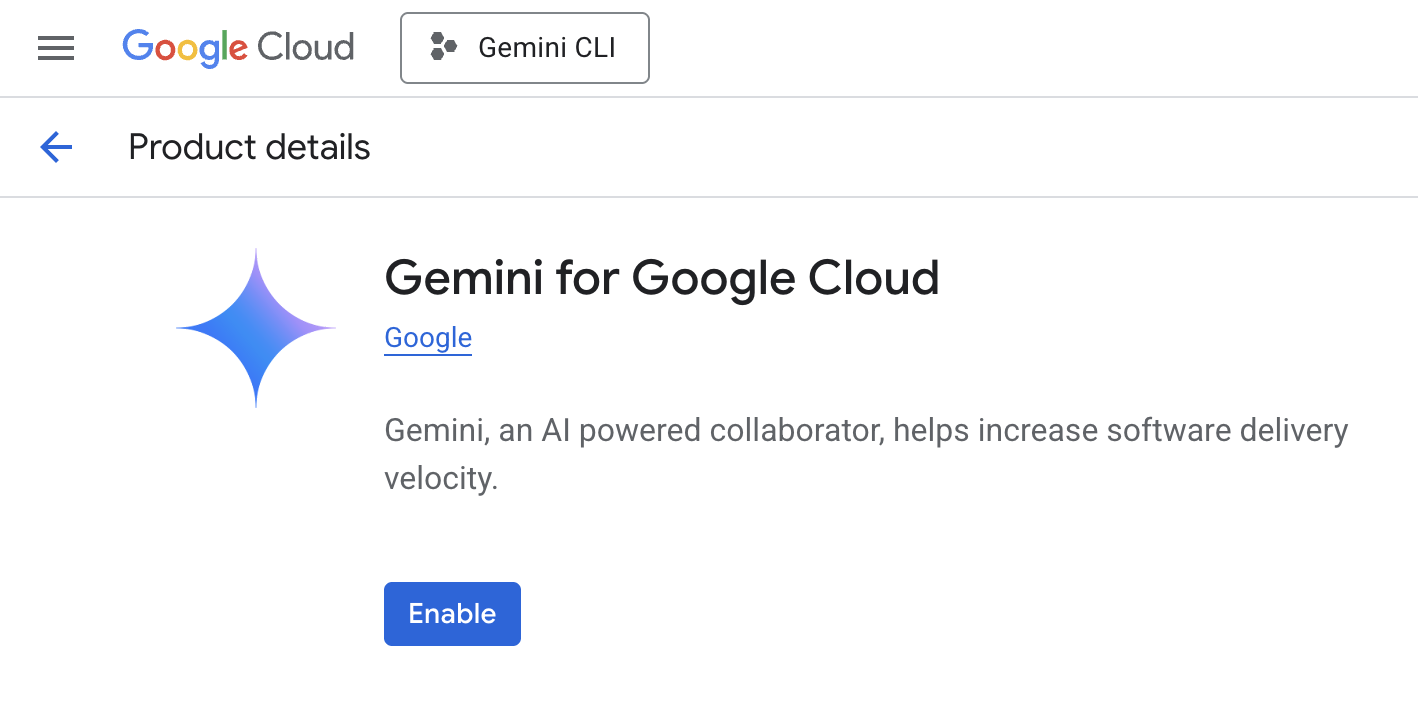 Google Cloud
Gemini CLI
Product details
Gemini for Google Cloud
Google
Gemini, an AI powered collaborator, helps increase software delivery
velocity.
Enable